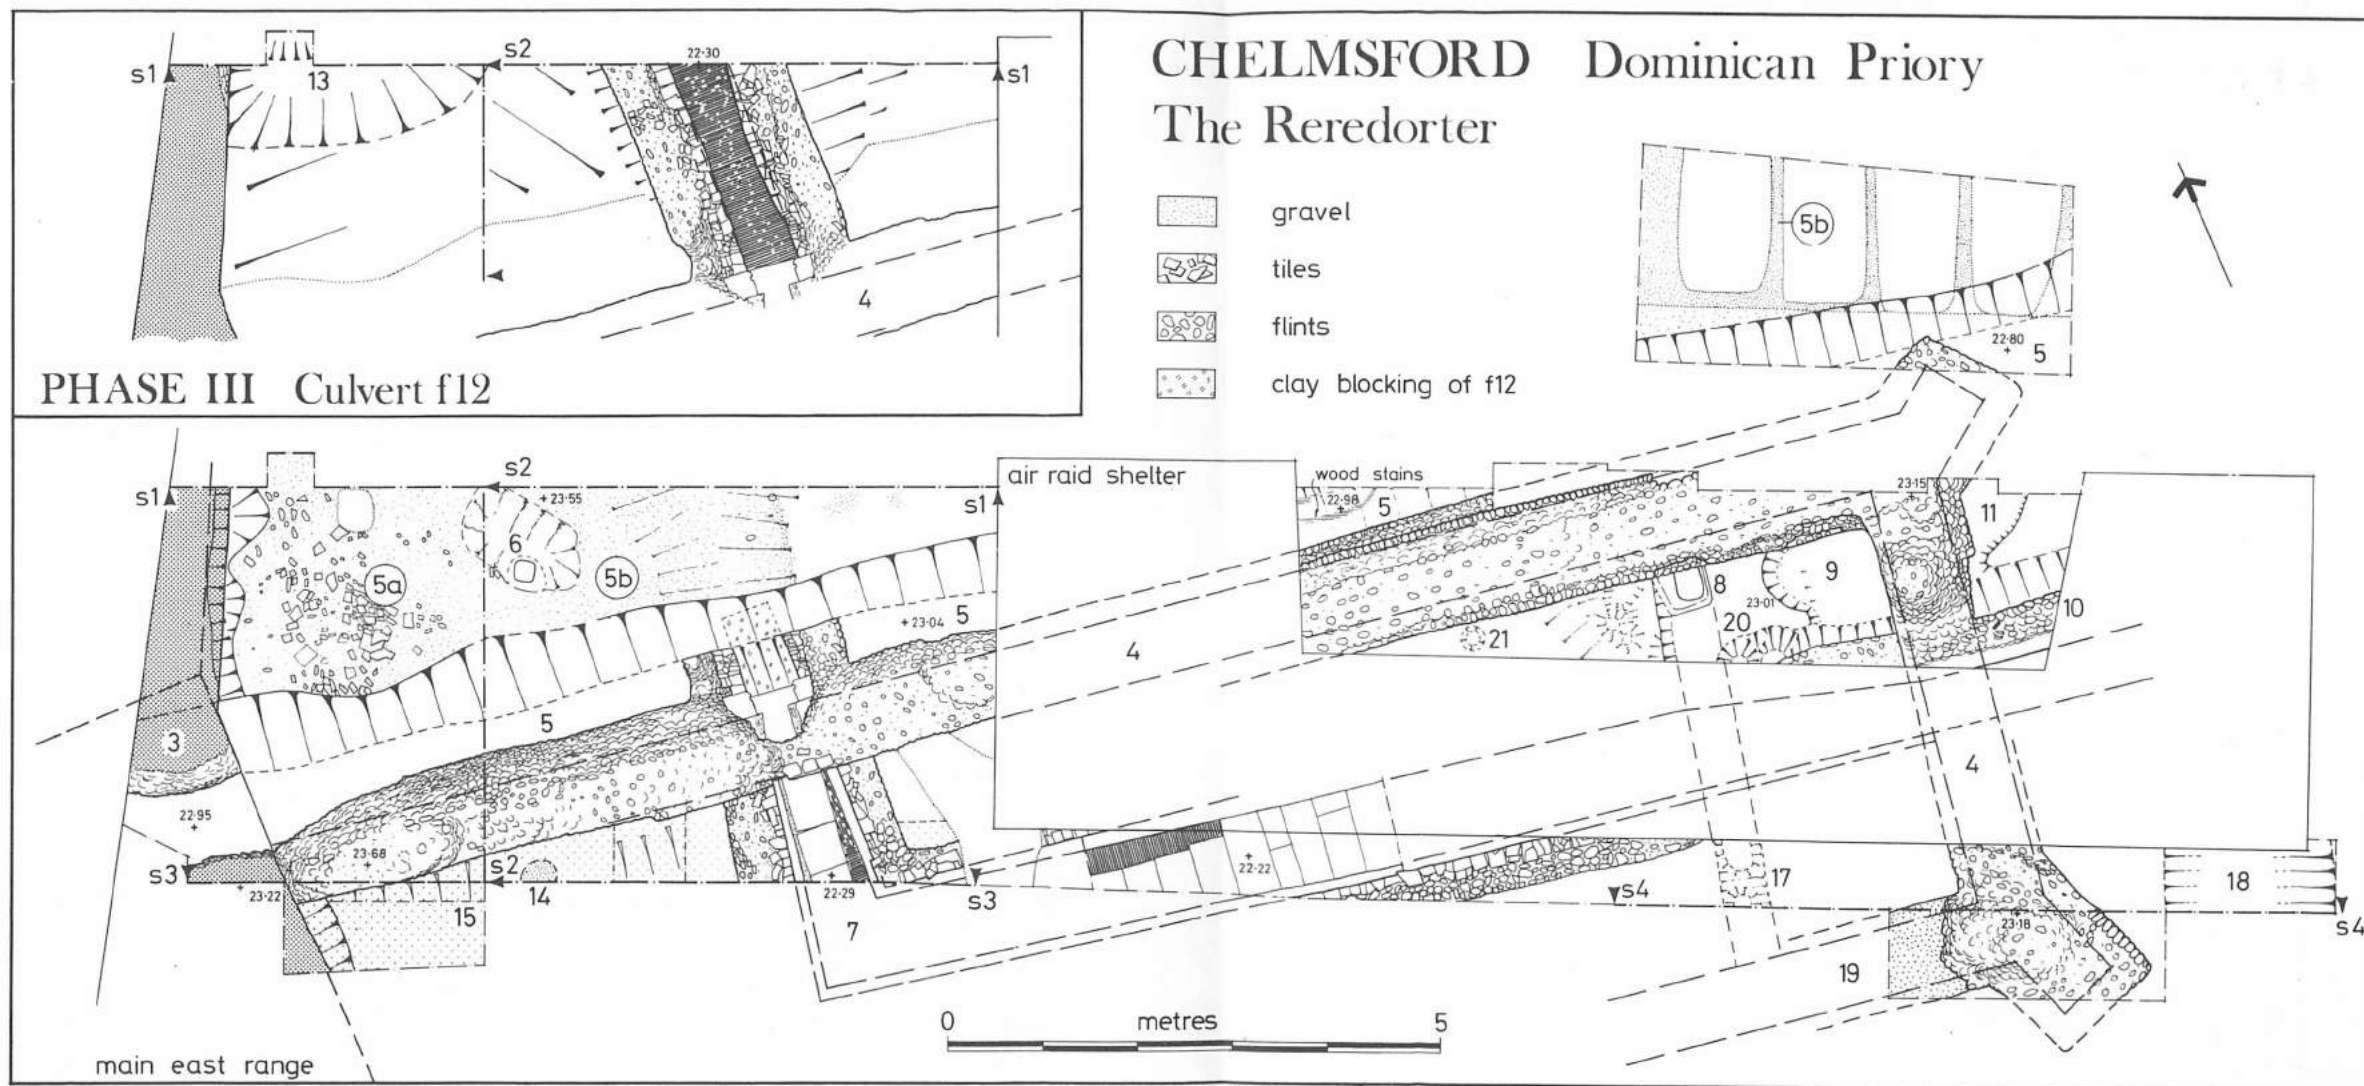 CHELMSFORD Dominican Priory
The Reredorter
gravel
tiles
flints
clay blocking of f12
s1
13
s2
22·30
s1
4
PHASE III Culvert f12
5b
22·80
5
s1
s2
23·55
6
5a
5b
s1
air raid shelter
wood stains
22·98
5
23·15
11
8
9
23·01
20
21
10
5
23·04
4
3
5
4
22·95
s3
23·22
23·68
s2
14
15
22·29
s3
7
22·22
s4
17
18
s4
23·18
19
0 metres 5
main east range